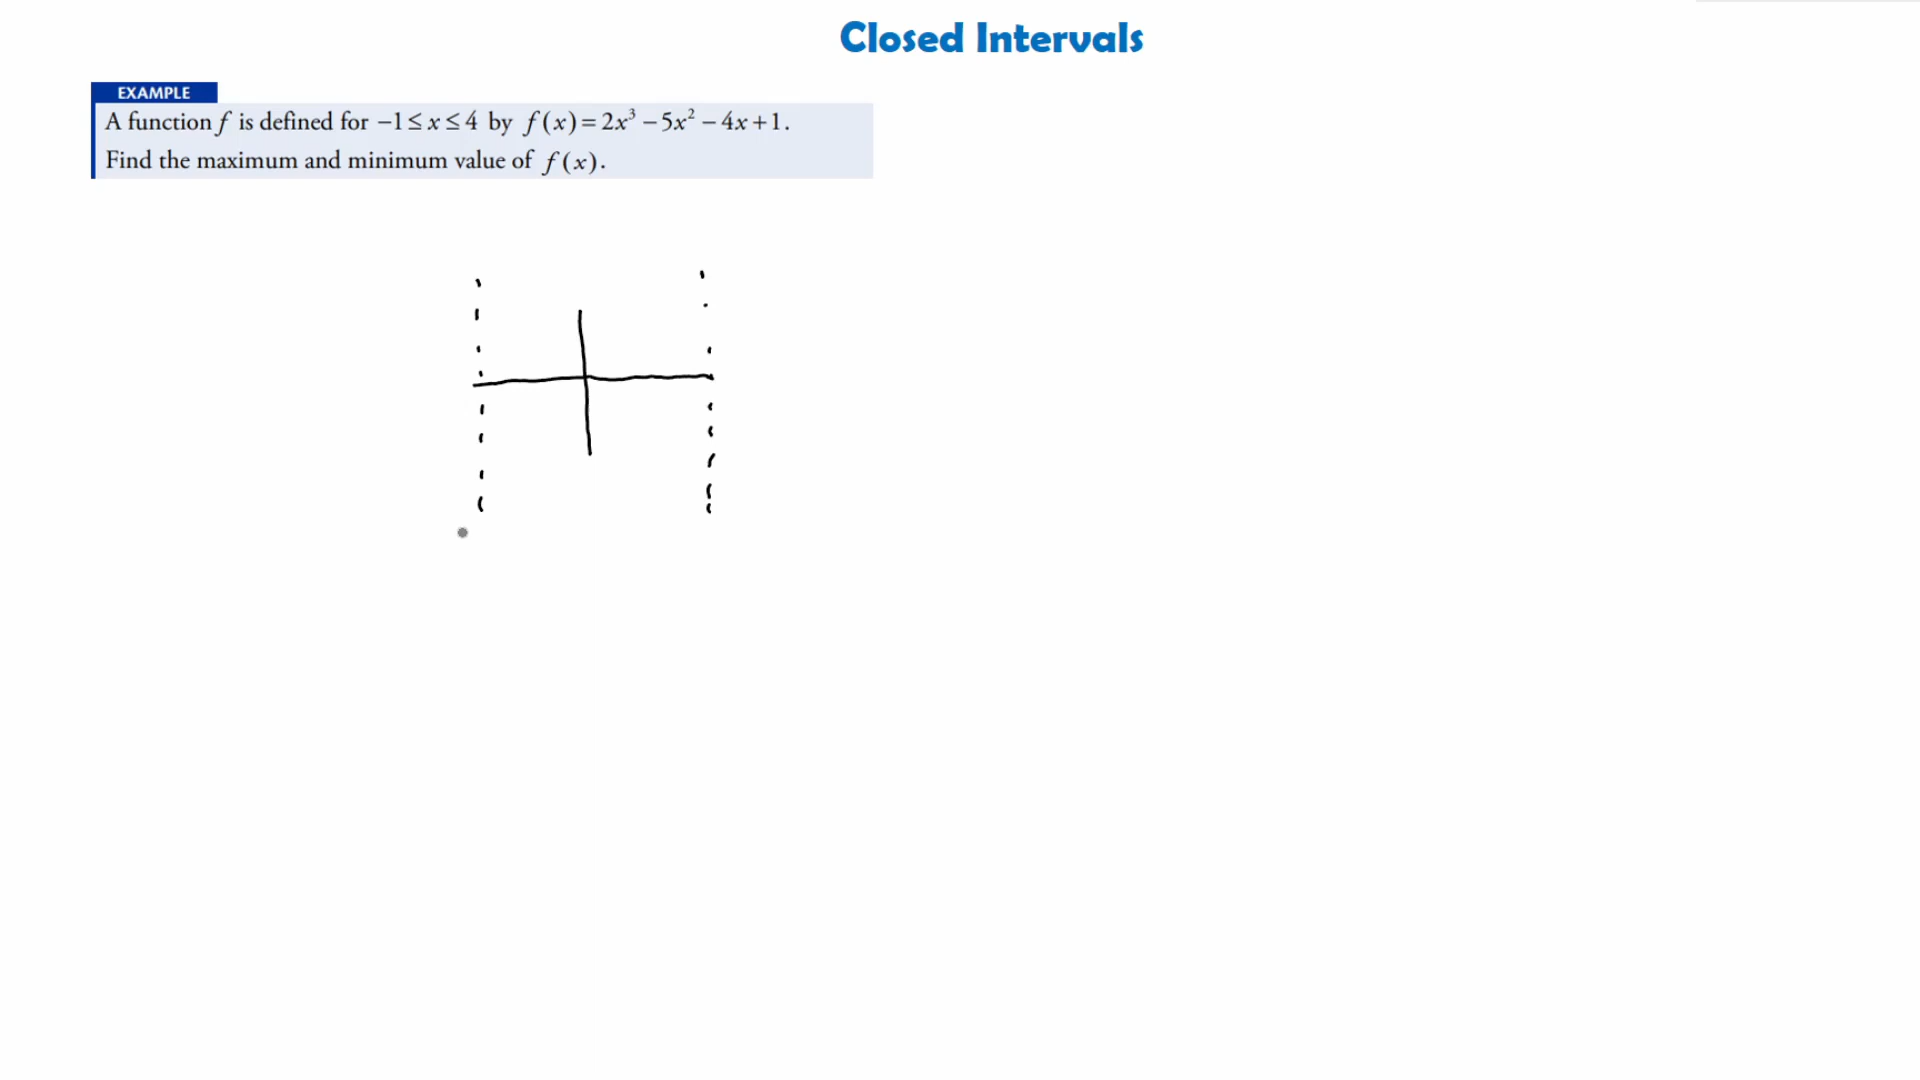 Closed Intervals
EXAMPLE
A function f is defined for −1 ≤ x ≤ 4 by f(x) = 2x³ − 5x² − 4x + 1.
Find the maximum and minimum value of f(x).